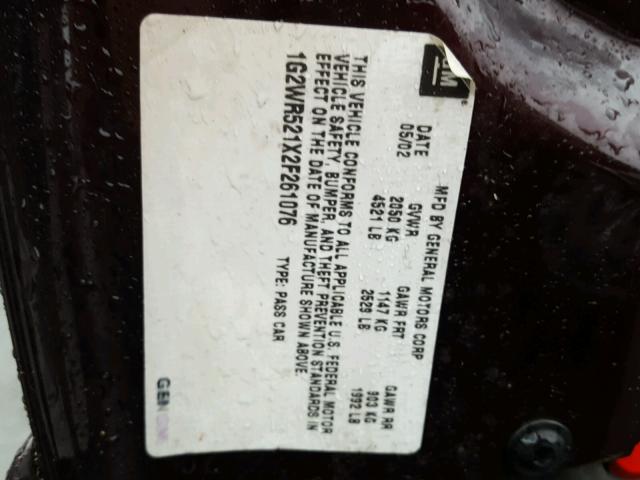 GM
MFD BY GENERAL MOTORS CORP
DATE GVWR GAWR FRT GAWR RR
05/02 2050 KG 1147 KG 903 KG
4521 LB 2529 LB 1992 LB
THIS VEHICLE CONFORMS TO ALL APPLICABLE U.S. FEDERAL MOTOR
VEHICLE SAFETY, BUMPER, AND THEFT PREVENTION STANDARDS IN
EFFECT ON THE DATE OF MANUFACTURE SHOWN ABOVE.
1G2WR521X2F261076 TYPE: PASS CAR